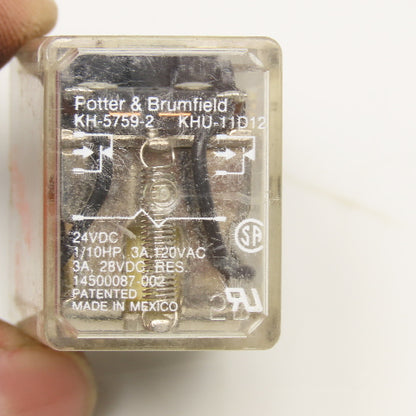 Potter & Brumfield
KH-5759-2 KHU-11D12
24VDC
1/10HP, 3A, 120VAC
3A, 28VDC, RES.
14500087-002
PATENTED
MADE IN MEXICO
SA